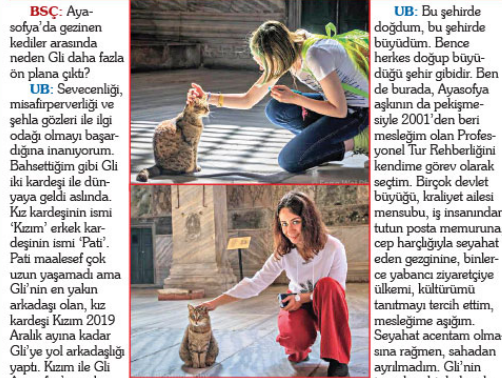 BSÇ: Aya-
sofya'da gezinen
kediler arasında
neden Gli daha fazla
ön plana çıktı?
UB: Sevecenliği,
misafirperverliği ve
şehla gözleri ile ilgi
odağı olmayı başar-
dığına inanıyorum.
Bahsettiğim gibi Gli
iki kardeşi ile dün-
yaya geldi aslında.
Kız kardeşinin ismi
'Kızım' erkek kar-
deşinin ismi 'Pati'.
Pati maalesef çok
uzun yaşamadı ama
Gli'nin en yakın
arkadaşı olan, kız
kardeşi Kızım 2019
Aralık ayına kadar
Gli'ye yol arkadaşlığı
yaptı. Kızım ile Gli
UB: Bu şehirde
doğdum, bu şehirde
büyüdüm. Bence
herkes doğup büyü-
düğü şehir gibidir. Ben
de burada, Ayasofya
aşkının da pekişme-
siyle 2001'den beri
mesleğim olan Profes-
yonel Tur Rehberliğini
kendime görev olarak
seçtim. Birçok devlet
büyüğü, kraliyet ailesi
mensubu, iş insanından
tutun posta memuruna
cep harçlığıyla seyahat
eden gezginine, binler-
ce yabancı ziyaretçiye
ülkemi, kültürümü
tanıtmayı tercih ettim,
mesleğime aşığım.
Seyahat acentam olma-
sına rağmen, sahadan
ayrılmadım. Gli'nin